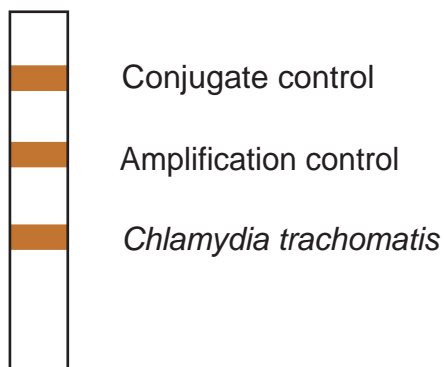 Conjugate control
Amplification control
Chlamydia trachomatis